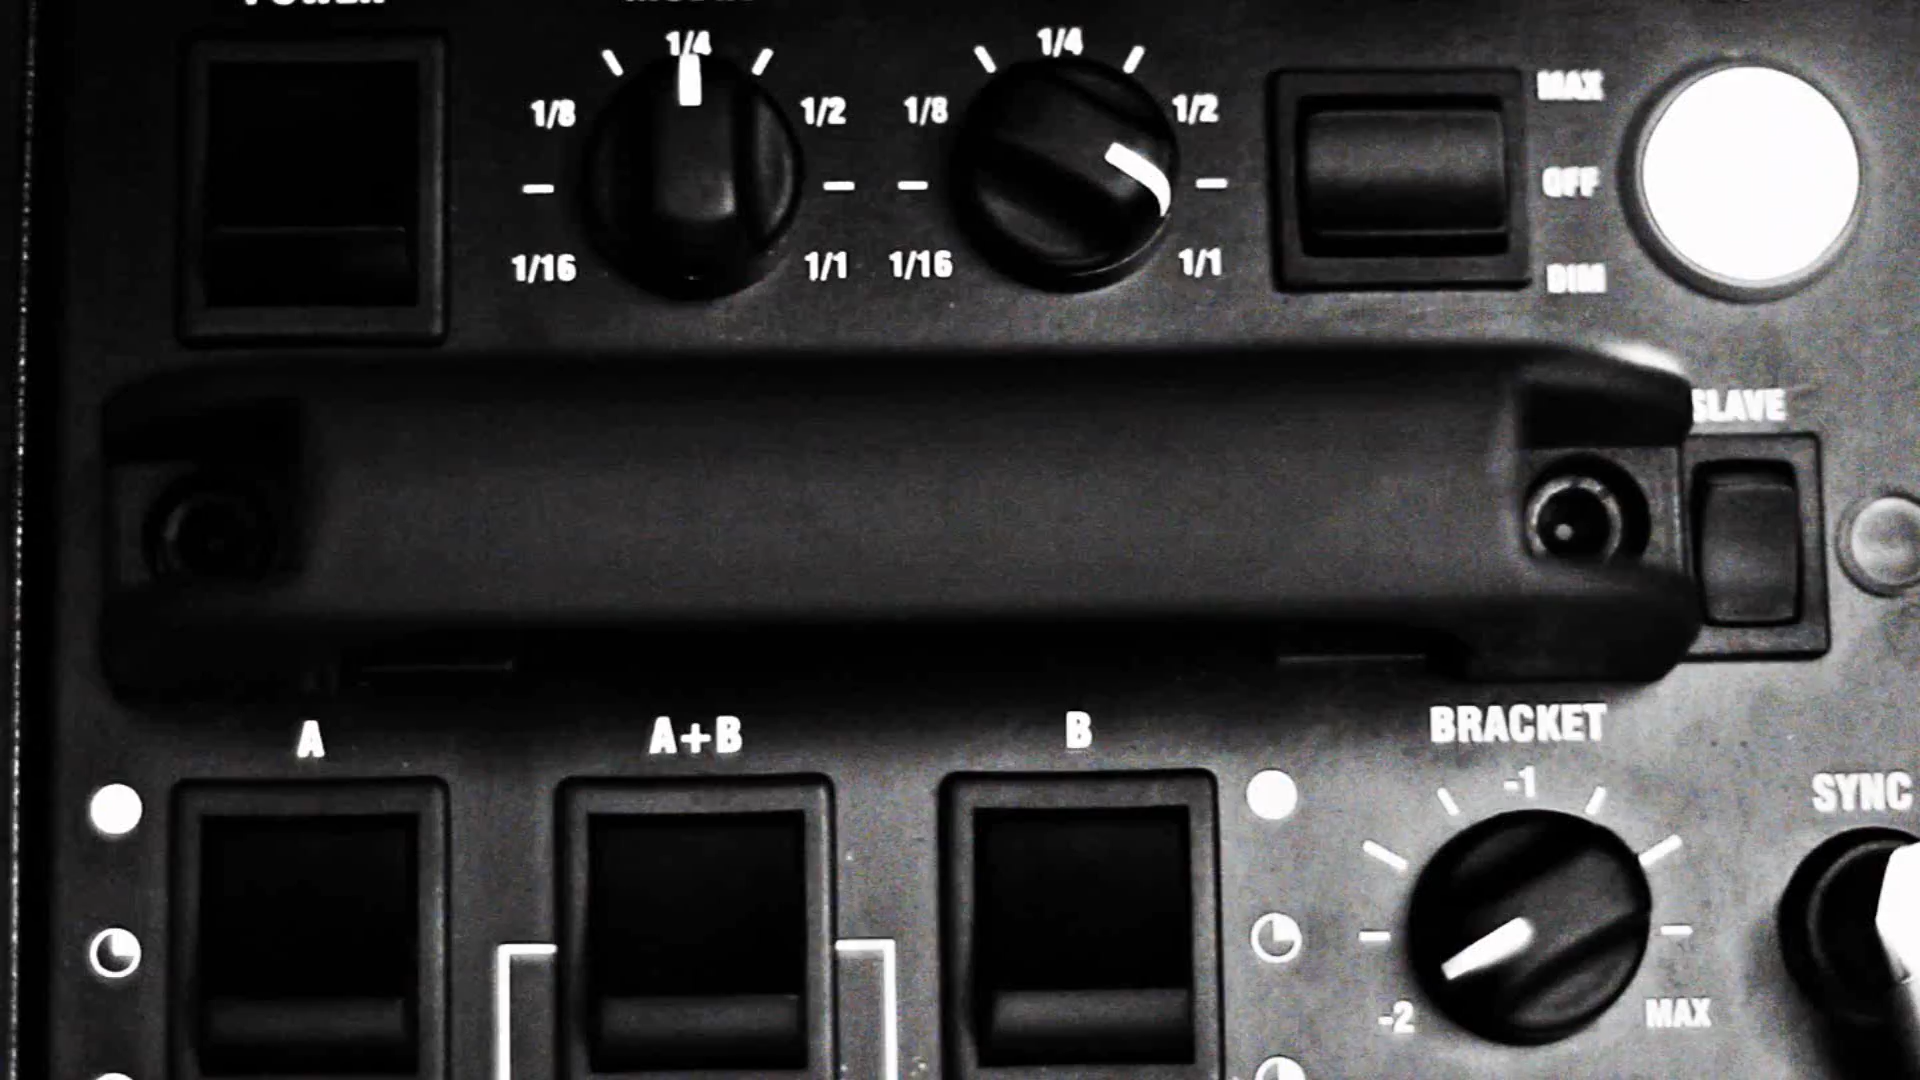 POWER
1/4
1/8
1/2
1/16
1/1
1/4
1/8
1/2
1/16
1/1
MAX
OFF
DIM
SLAVE
A
A+B
B
BRACKET
-1
-2
MAX
SYNC